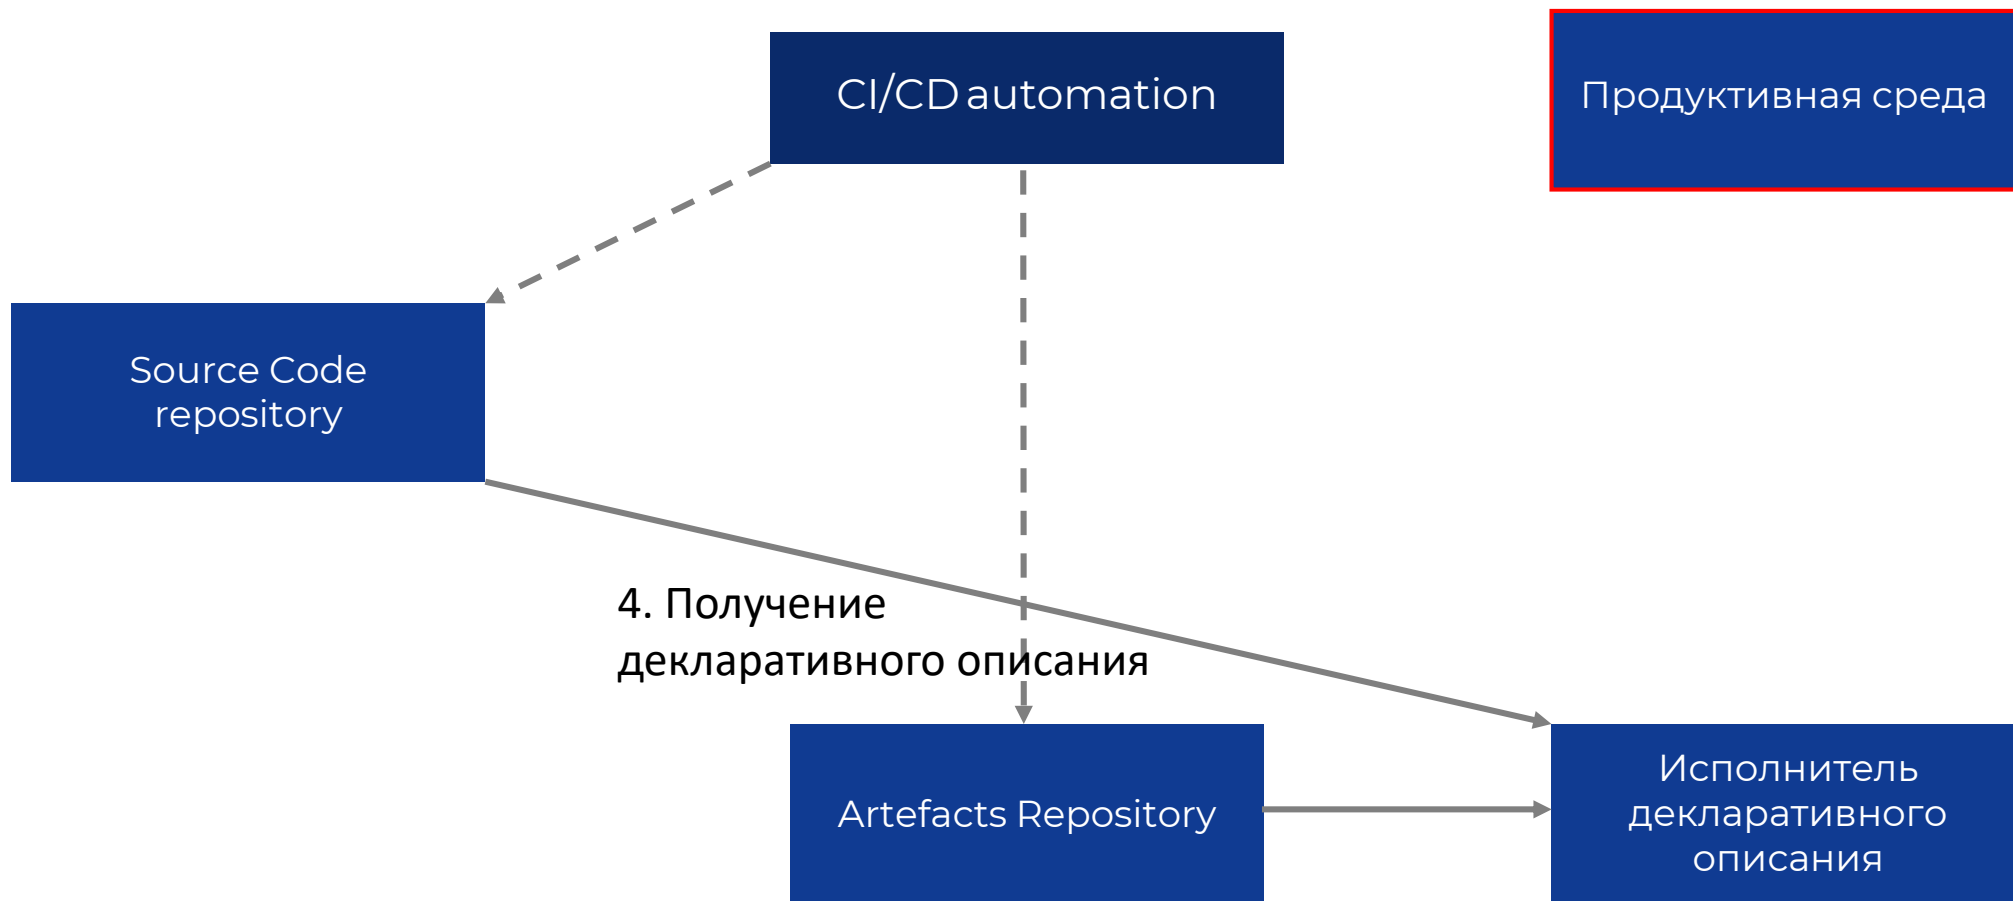 CI/CD automation
Продуктивная среда
Source Code
repository
4. Получение
декларативного описания
Artefacts Repository
Исполнитель
декларативного
описания